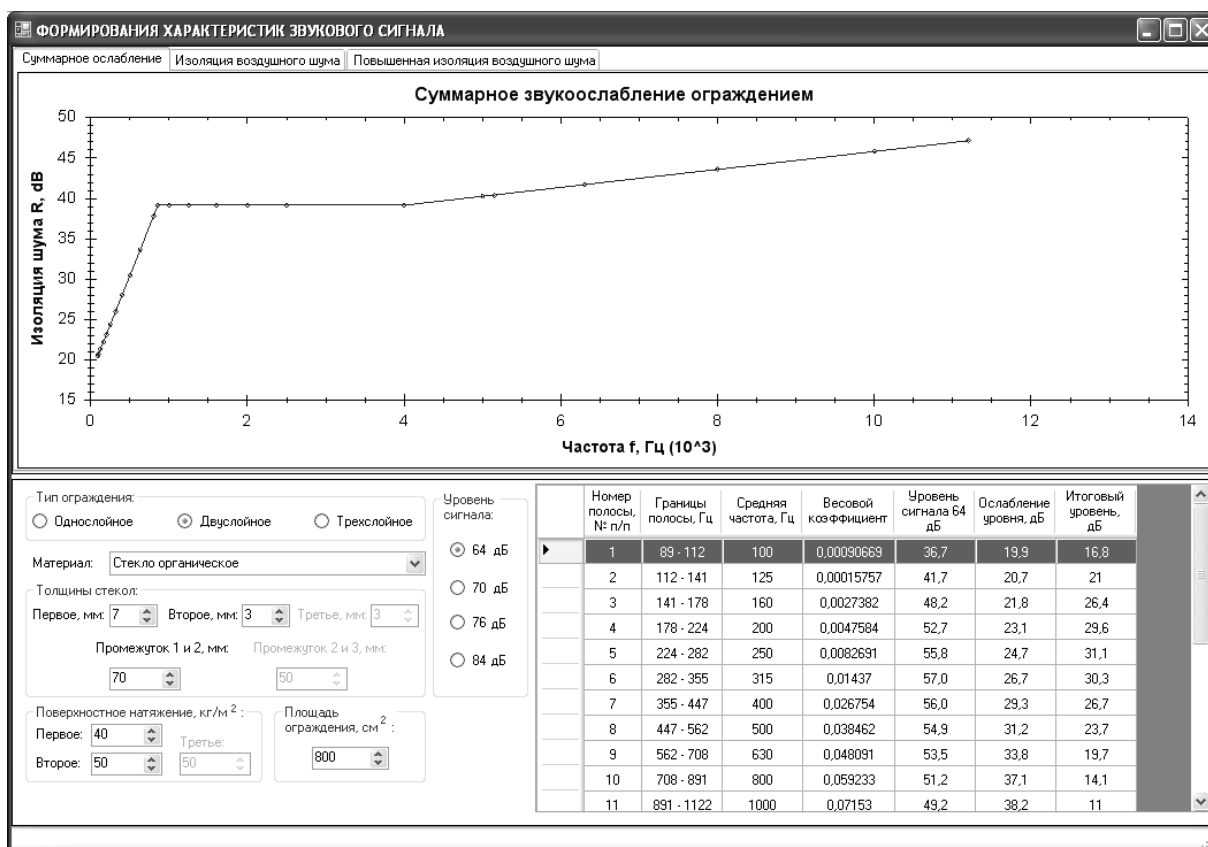 ФОРМИРОВАНИЯ ХАРАКТЕРИСТИК ЗВУКОВОГО СИГНАЛА
Суммарное ослабление Изоляция воздушного шума Повышенная изоляция воздушного шума
Суммарное звукоослабление ограждением
Изоляция шума R, dB
50
45
40
35
30
25
20
15
0 2 4 6 8 10 12 14
Частота f, Гц (10^3)
Тип ограждения:
Однослойное Двуслойное Трехслойное
Материал: Стекло органическое
Толщины стекол:
Первое, мм: 7 Второе, мм: 3 Третье, мм: 3
Промежуток 1 и 2, мм: Промежуток 2 и 3, мм:
70 50
Поверхностное натяжение, кг/м 2 :
Первое: 40 Третье:
Второе: 50 50
Площадь
ограждения, см 2 :
800
Уровень
сигнала:
64 дБ
70 дБ
76 дБ
84 дБ
Номер полосы, № п/п Границы полосы, Гц Средняя частота, Гц Весовой коэффициент Уровень сигнала 64 дБ Ослабление уровня, дБ Итоговый уровень, дБ
1 89 - 112 100 0,00090669 36,7 19,9 16,8
2 112 - 141 125 0,00015757 41,7 20,7 21
3 141 - 178 160 0,0027382 48,2 21,8 26,4
4 178 - 224 200 0,0047584 52,7 23,1 29,6
5 224 - 282 250 0,0082691 55,8 24,7 31,1
6 282 - 355 315 0,01437 57,0 26,7 30,3
7 355 - 447 400 0,026754 56,0 29,3 26,7
8 447 - 562 500 0,038462 54,9 31,2 23,7
9 562 - 708 630 0,048091 53,5 33,8 19,7
10 708 - 891 800 0,059233 51,2 37,1 14,1
11 891 - 1122 1000 0,07153 49,2 38,2 11